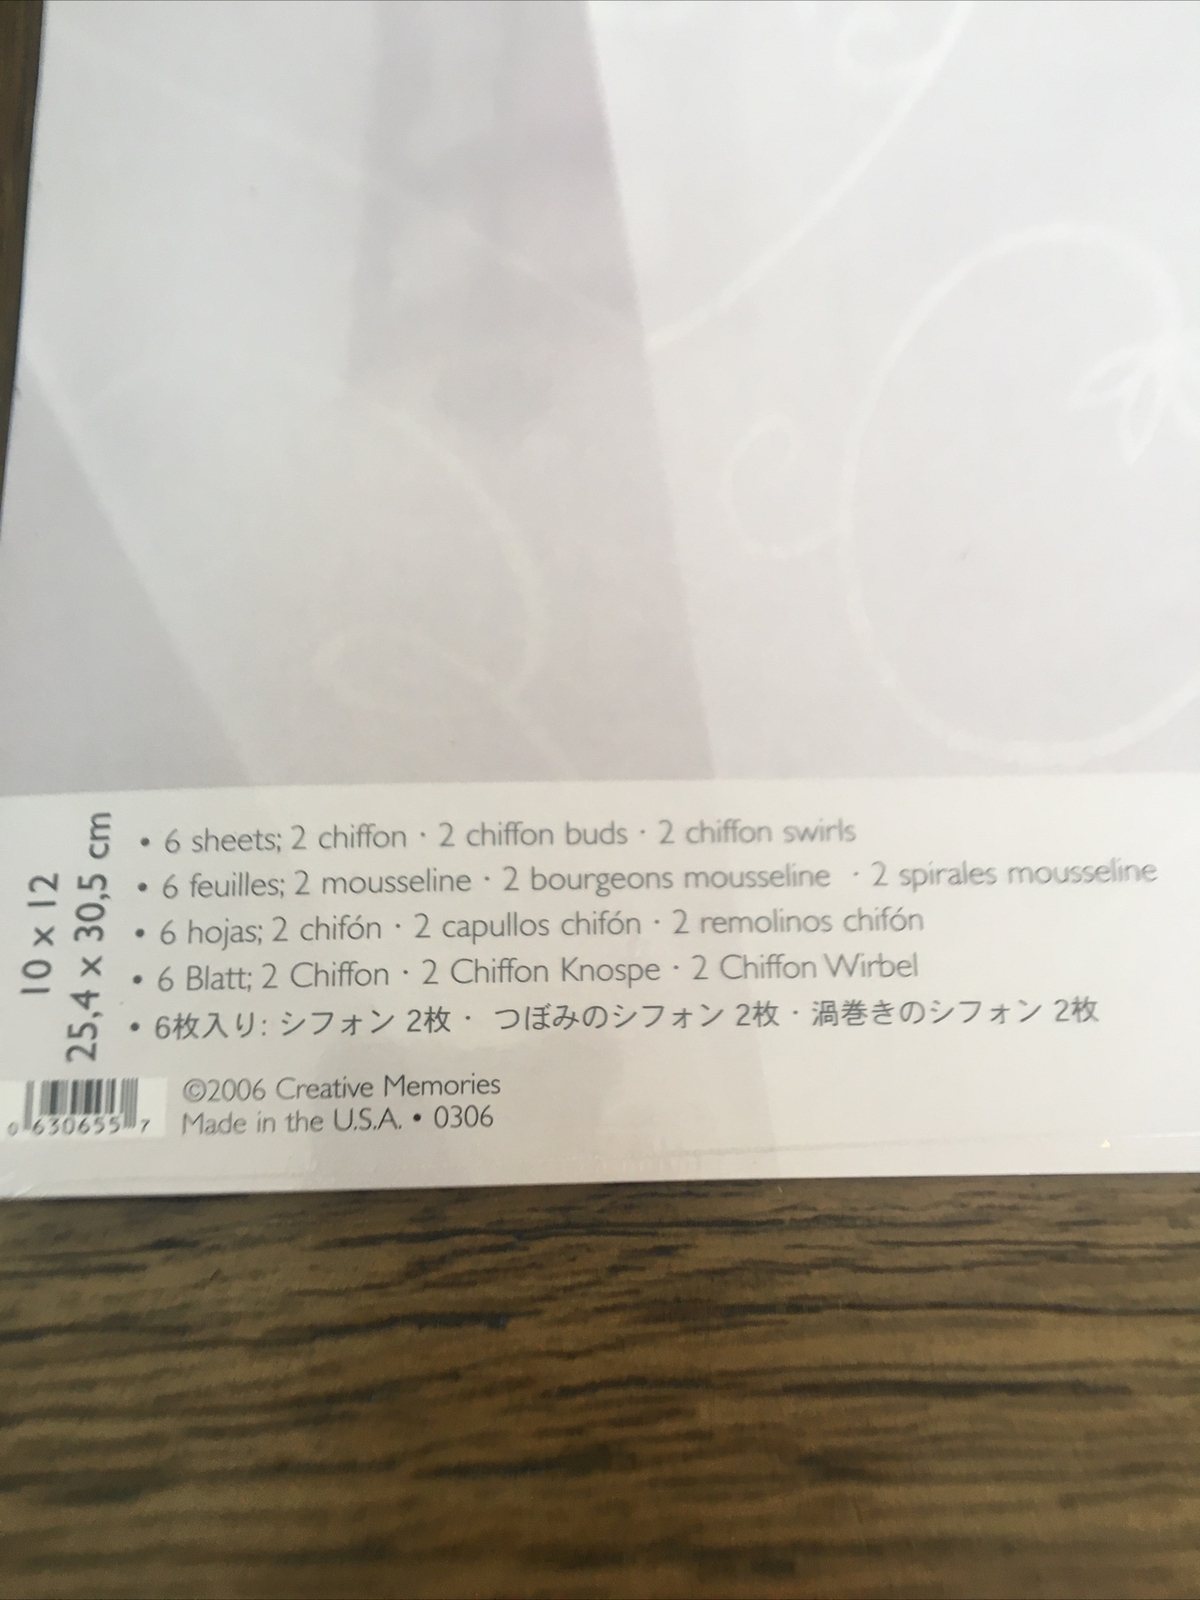 10 x 12
25,4 x 30,5 cm
• 6 sheets; 2 chiffon · 2 chiffon buds · 2 chiffon swirls
• 6 feuilles; 2 mousseline · 2 bourgeons mousseline · 2 spirales mousseline
• 6 hojas; 2 chifón · 2 capullos chifón · 2 remolinos chifón
• 6 Blatt; 2 Chiffon · 2 Chiffon Knospe · 2 Chiffon Wirbel
• 6枚入り: シフォン 2枚 · つぼみのシフォン 2枚 · 渦巻きのシフォン 2枚
©2006 Creative Memories
Made in the U.S.A. • 0306
0 630655 7